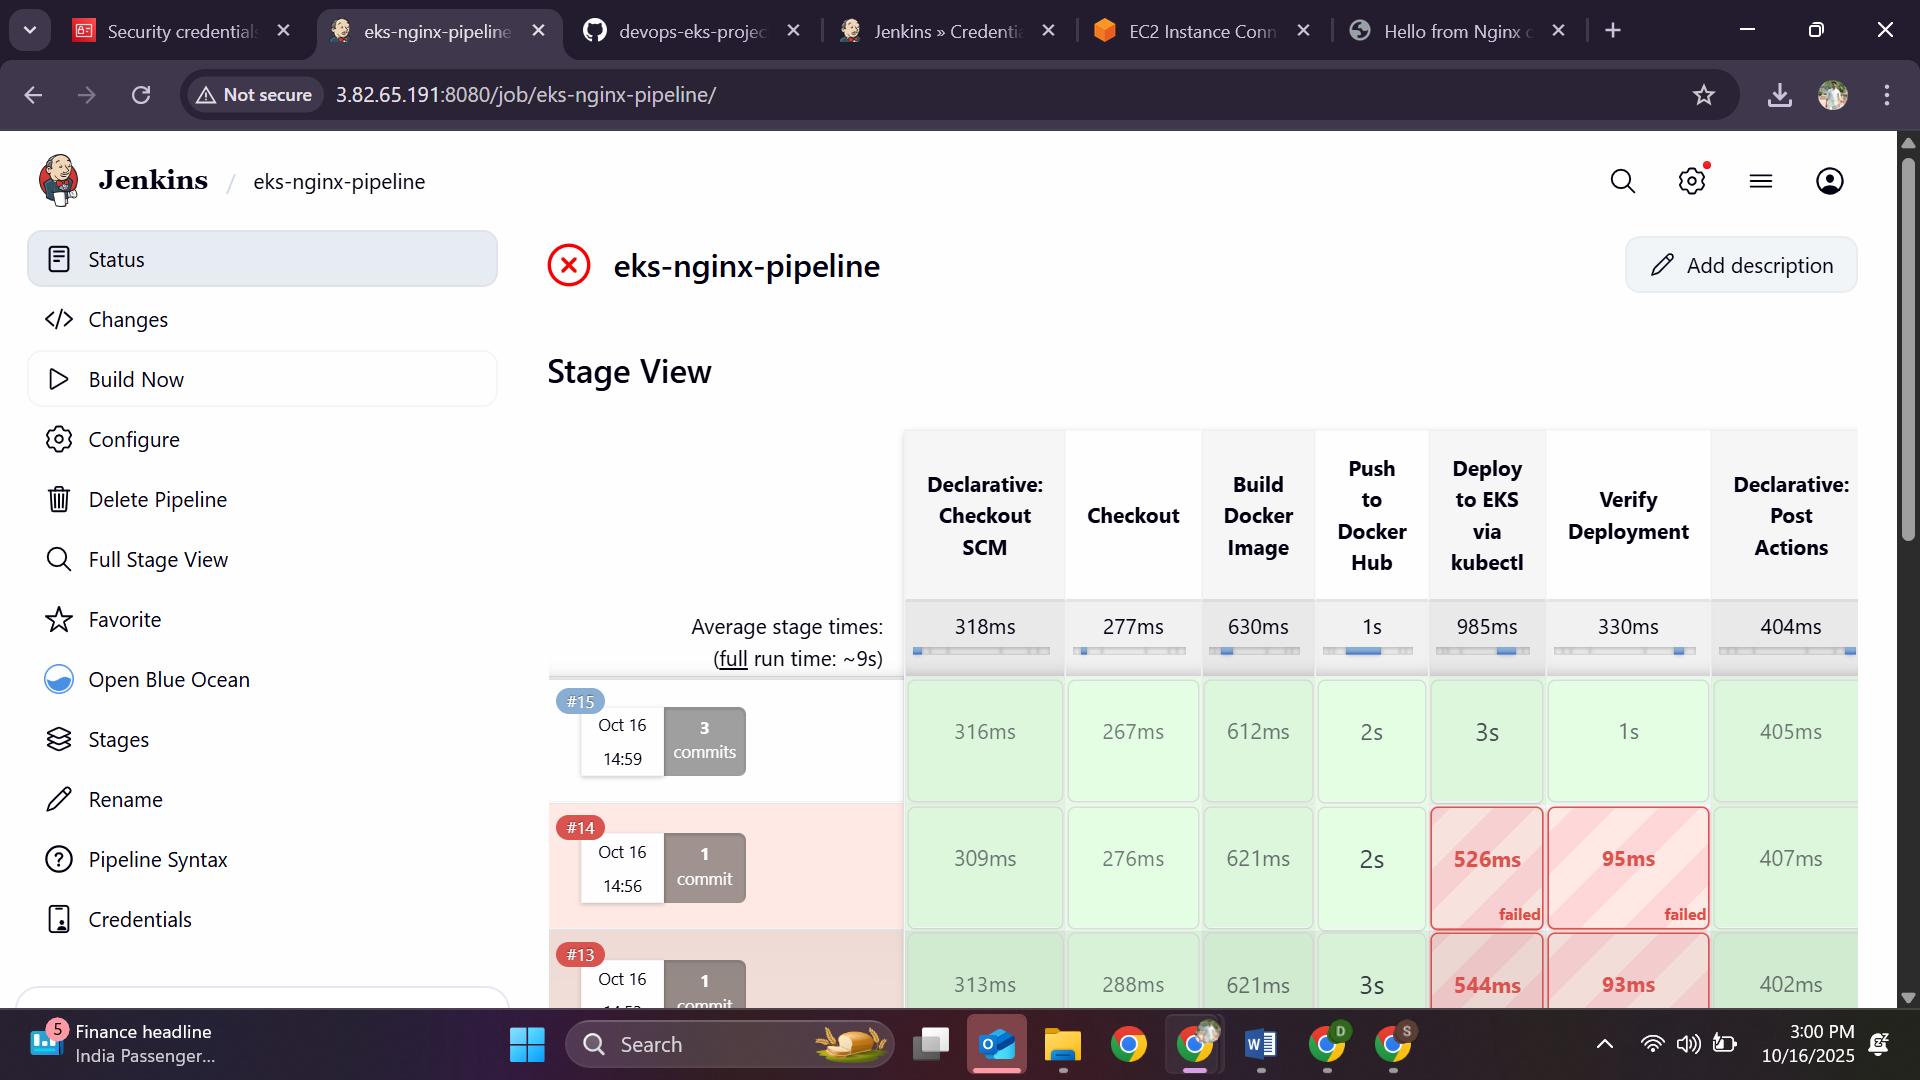 Security credentials
eks-nginx-pipeline
devops-eks-projec
Jenkins » Credentia
EC2 Instance Conn
Hello from Nginx
Not secure
3.82.65.191:8080/job/eks-nginx-pipeline/
Jenkins / eks-nginx-pipeline
Status
Changes
Build Now
Configure
Delete Pipeline
Full Stage View
Favorite
Open Blue Ocean
Stages
Rename
Pipeline Syntax
Credentials
eks-nginx-pipeline
Add description
Stage View
Declarative:
Checkout
SCM
Checkout
Build
Docker
Image
Push
to
Docker
Hub
Deploy
to EKS
via
kubectl
Verify
Deployment
Declarative:
Post
Actions
Average stage times:
(full run time: ~9s)
318ms
277ms
630ms
1s
985ms
330ms
404ms
#15
Oct 16
14:59
3
commits
316ms
267ms
612ms
2s
3s
1s
405ms
#14
Oct 16
14:56
1
commit
309ms
276ms
621ms
2s
526ms
failed
95ms
failed
407ms
#13
Oct 16
1
commit
313ms
288ms
621ms
3s
544ms
93ms
402ms
5
Finance headline
India Passenger...
Search
D
S
3:00 PM
10/16/2025